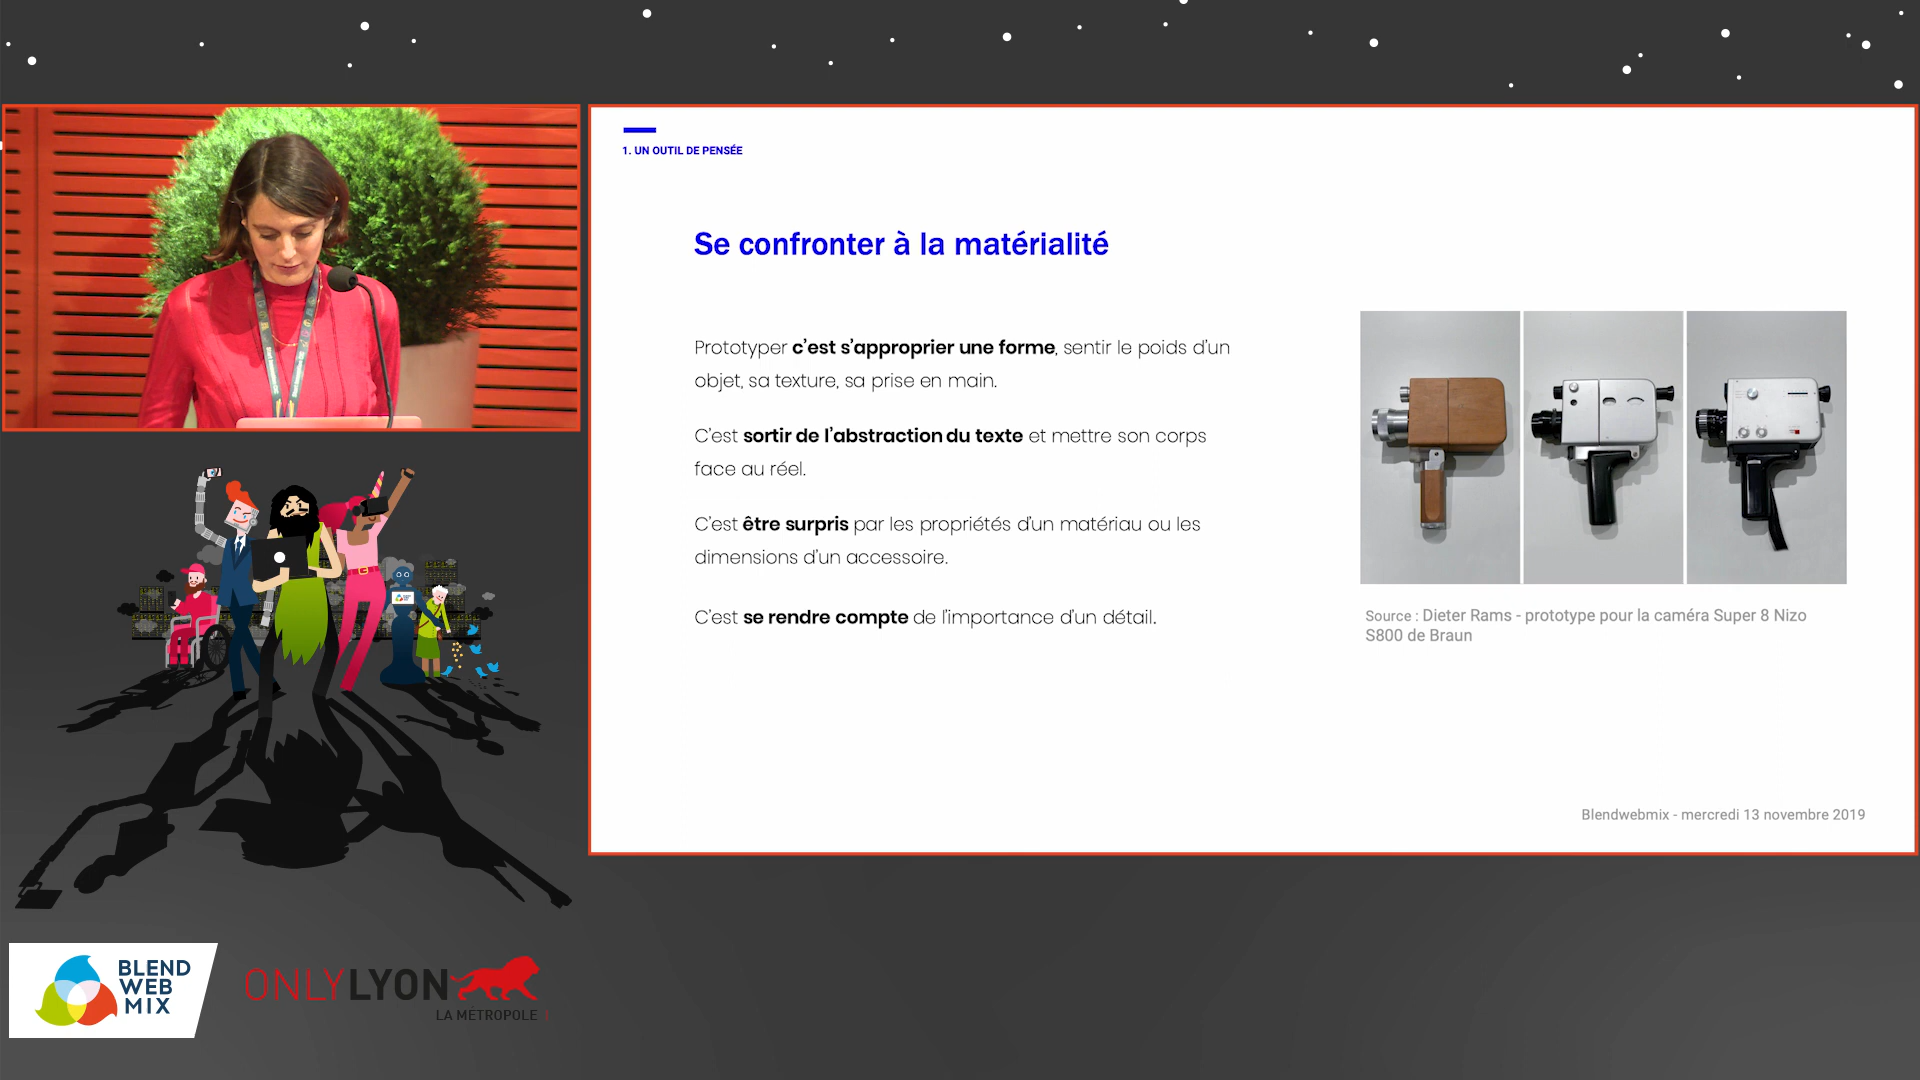 1. UN OUTIL DE PENSÉE
Se confronter à la matérialité
Prototyper c’est s’approprier une forme, sentir le poids d’un
objet, sa texture, sa prise en main.
C’est sortir de l’abstraction du texte et mettre son corps
face au réel.
C’est être surpris par les propriétés d’un matériau ou les
dimensions d’un accessoire.
C’est se rendre compte de l’importance d’un détail.
Source : Dieter Rams - prototype pour la caméra Super 8 Nizo
S800 de Braun
Blendwebmix - mercredi 13 novembre 2019
BLEND
WEB
MIX
ONLYLYON
LA MÉTROPOLE